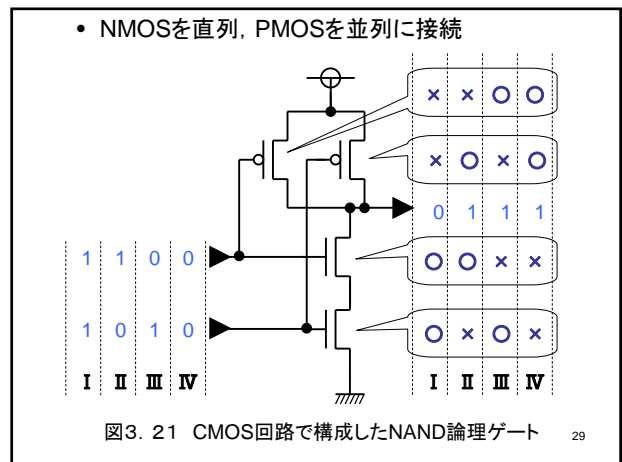 • NMOSを直列，PMOSを並列に接続
× × ○ ○
× ○ × ○
0 1 1 1
1 1 0 0
○ ○ × ×
1 0 1 0
○ × ○ ×
Ⅰ Ⅱ Ⅲ Ⅳ
Ⅰ Ⅱ Ⅲ Ⅳ
図3．21 CMOS回路で構成したNAND論理ゲート
29